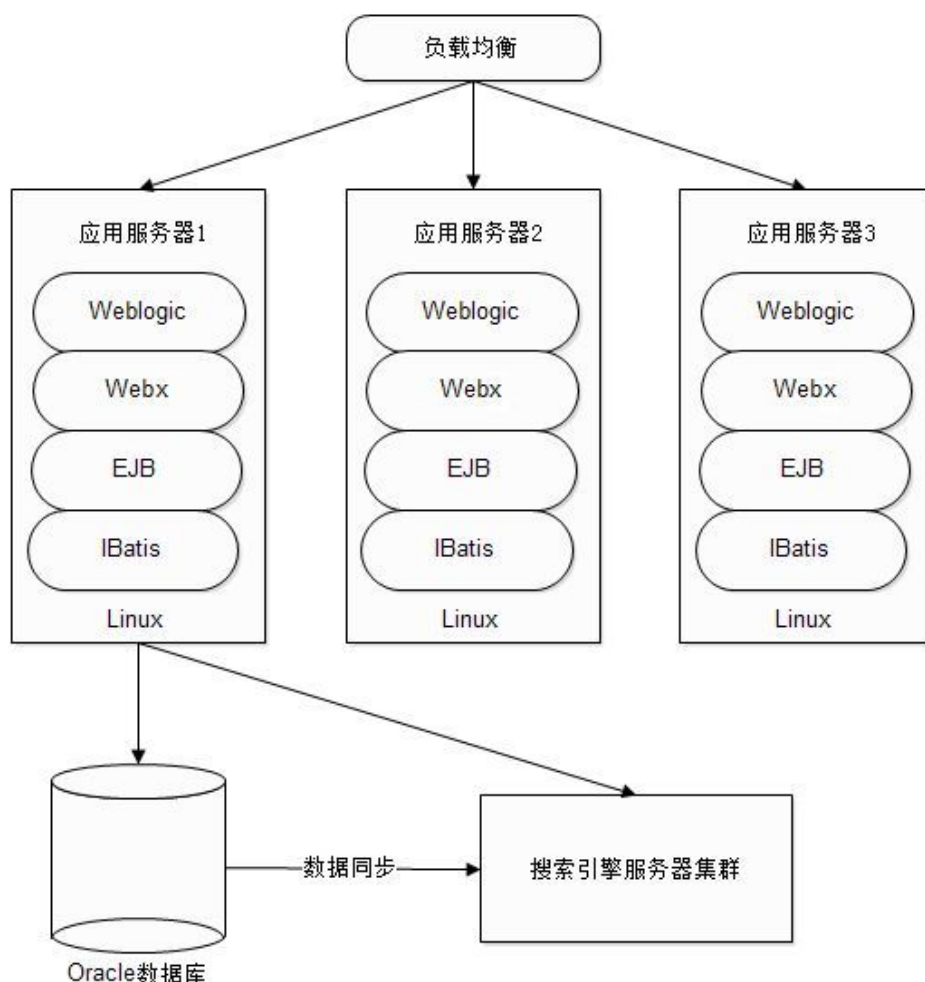 负载均衡
应用服务器1
Weblogic
Webx
EJB
IBatis
Linux
应用服务器2
Weblogic
Webx
EJB
IBatis
Linux
应用服务器3
Weblogic
Webx
EJB
IBatis
Linux
数据同步
搜索引擎服务器集群
Oracle数据库